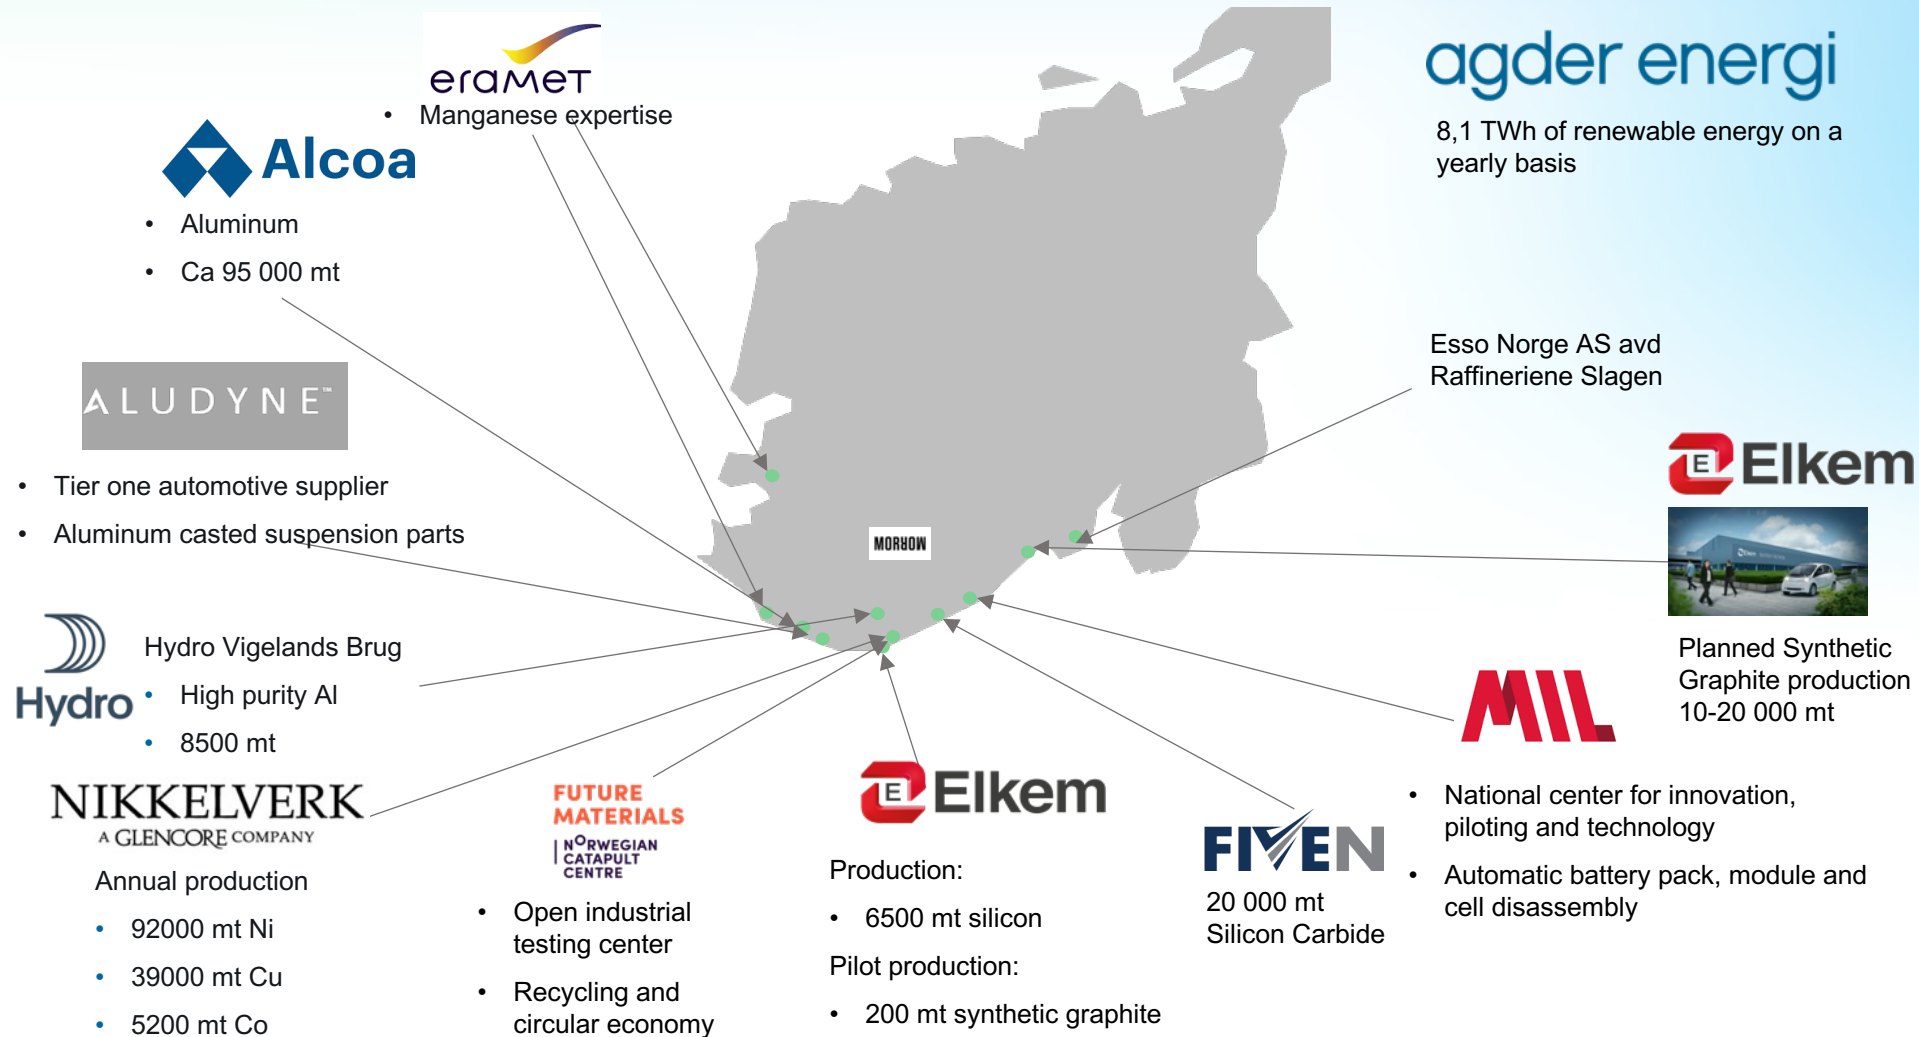 eramet
• Manganese expertise
agder energi
8,1 TWh of renewable energy on a
yearly basis
Alcoa
• Aluminum
• Ca 95 000 mt
ALUDYNE™
• Tier one automotive supplier
• Aluminum casted suspension parts
Esso Norge AS avd
Raffineriene Slagen
E Elkem
Elkem
Planned Synthetic
Graphite production
10-20 000 mt
MORROW
Hydro
Hydro Vigelands Brug
• High purity Al
• 8500 mt
NIKKELVERK
A GLENCORE COMPANY
Annual production
• 92000 mt Ni
• 39000 mt Cu
• 5200 mt Co
FUTURE
MATERIALS
NORWEGIAN
CATAPULT
CENTRE
• Open industrial
testing center
• Recycling and
circular economy
E Elkem
Production:
• 6500 mt silicon
Pilot production:
• 200 mt synthetic graphite
FIVEN
20 000 mt
Silicon Carbide
MIL
• National center for innovation,
piloting and technology
• Automatic battery pack, module and
cell disassembly